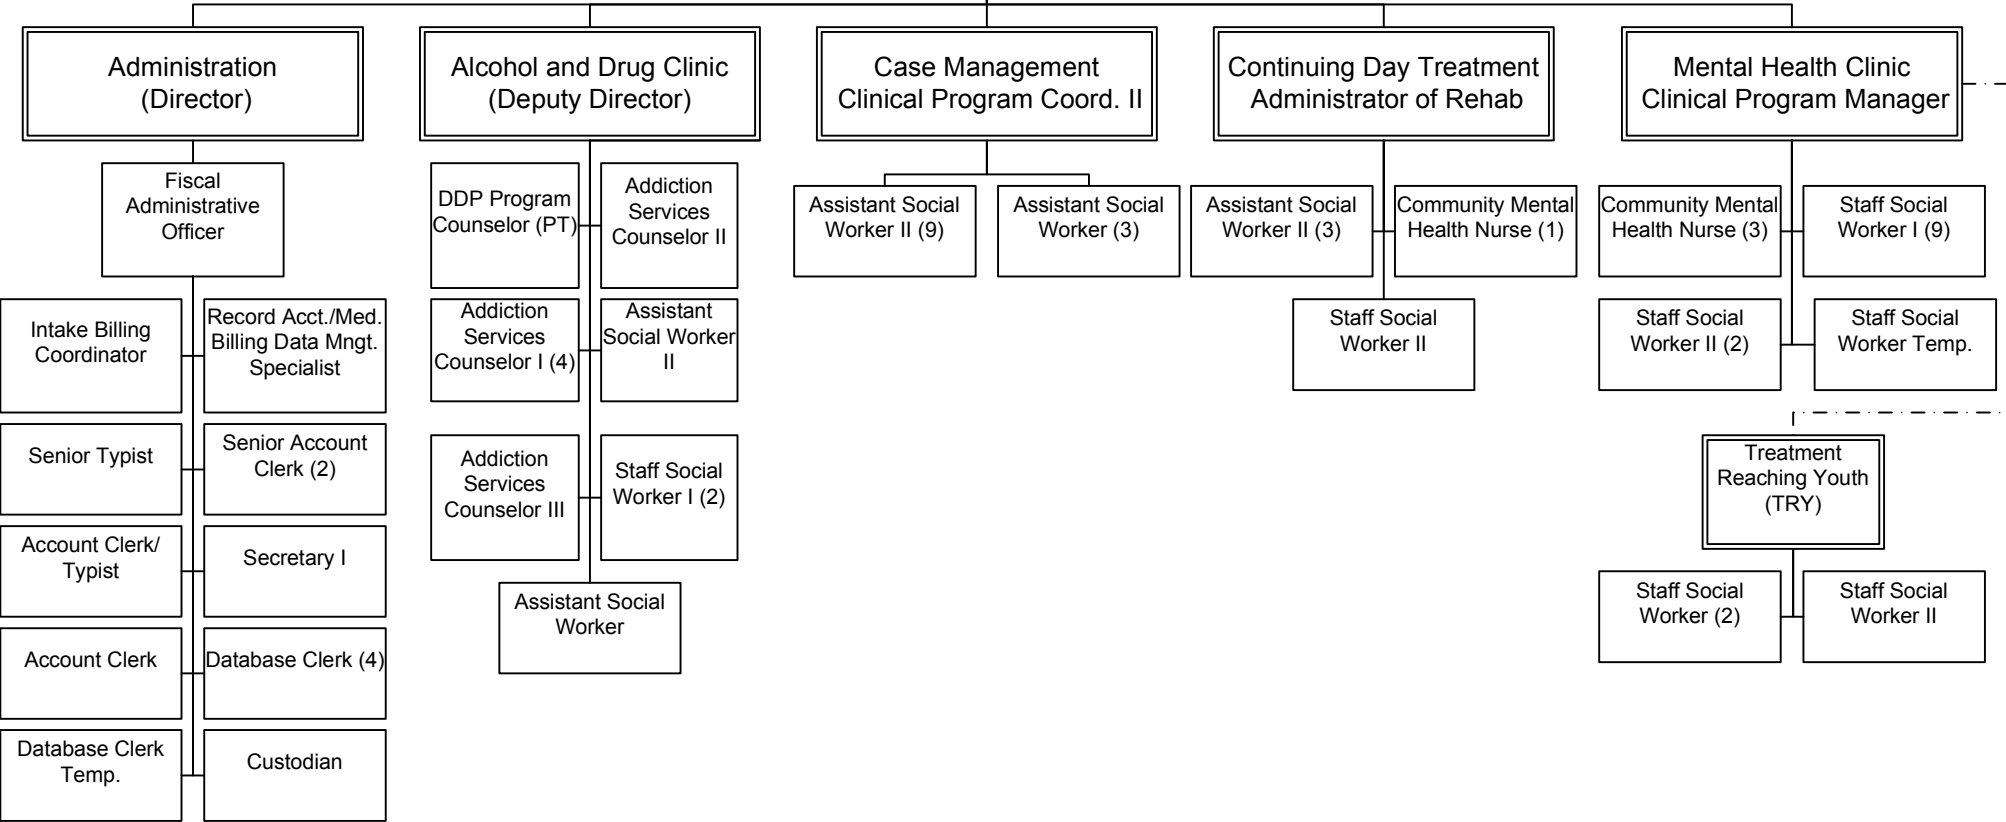 Administration
(Director)
Alcohol and Drug Clinic
(Deputy Director)
Case Management
Clinical Program Coord. II
Continuing Day Treatment
Administrator of Rehab
Mental Health Clinic
Clinical Program Manager
Fiscal
Administrative
Officer
Intake Billing
Coordinator
Record Acct./Med.
Billing Data Mngt.
Specialist
Senior Typist
Senior Account
Clerk (2)
Account Clerk/
Typist
Secretary I
Account Clerk
Database Clerk (4)
Database Clerk
Temp.
Custodian
DDP Program
Counselor (PT)
Addiction
Services
Counselor II
Addiction
Services
Counselor I (4)
Assistant
Social Worker
II
Addiction
Services
Counselor III
Staff Social
Worker I (2)
Assistant Social
Worker
Assistant Social
Worker II (9)
Assistant Social
Worker (3)
Assistant Social
Worker II (3)
Community Mental
Health Nurse (1)
Staff Social
Worker II
Community Mental
Health Nurse (3)
Staff Social
Worker I (9)
Staff Social
Worker II (2)
Staff Social
Worker Temp.
Treatment
Reaching Youth
(TRY)
Staff Social
Worker (2)
Staff Social
Worker II